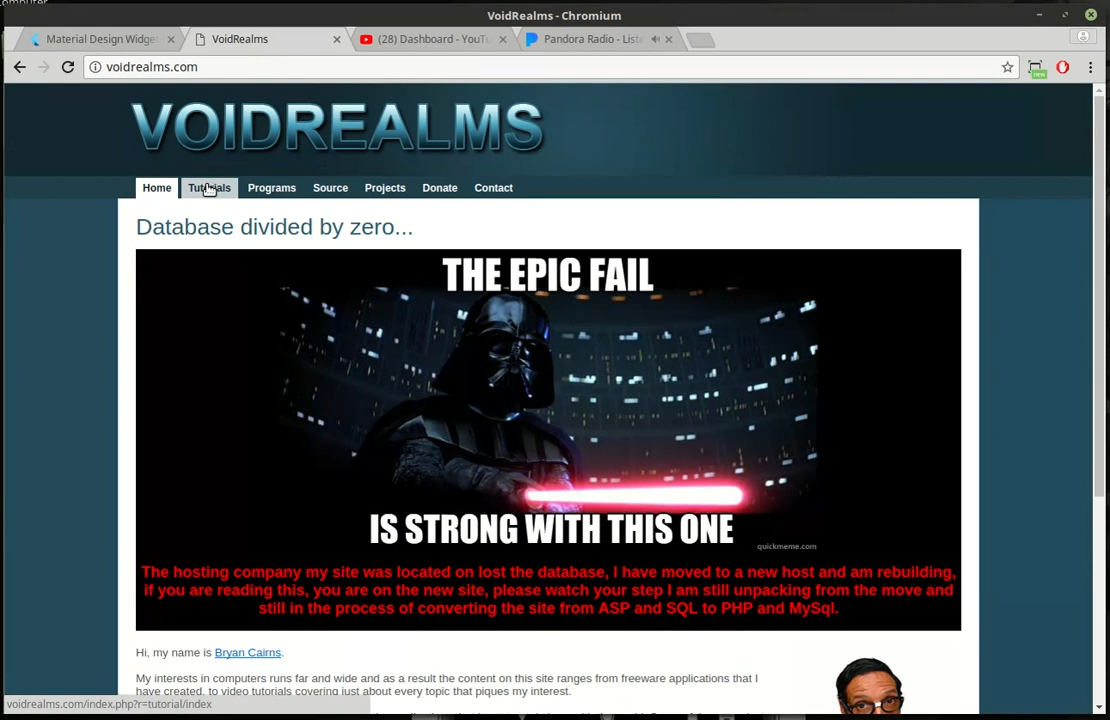 VoidRealms - Chromium
Material Design Widge
VoidRealms
(28) Dashboard - YouTu
Pandora Radio - Liste
voidrealms.com
new
VOIDREALMS
Home Tutorials Programs Source Projects Donate Contact
Database divided by zero...
THE EPIC FAIL
IS STRONG WITH THIS ONE
quickmeme.com
The hosting company my site was located on lost the database, I have moved to a new host and am rebuilding,
if you are reading this, you are on the new site, please watch your step I am still unpacking from the move and
still in the process of converting the site from ASP and SQL to PHP and MySql.
Hi, my name is Bryan Cairns.
My interests in computers runs far and wide and as a result the content on this site ranges from freeware applications that I
have created, to video tutorials covering just about every topic that piques my interest.
voidrealms.com/index.php?r=tutorial/index